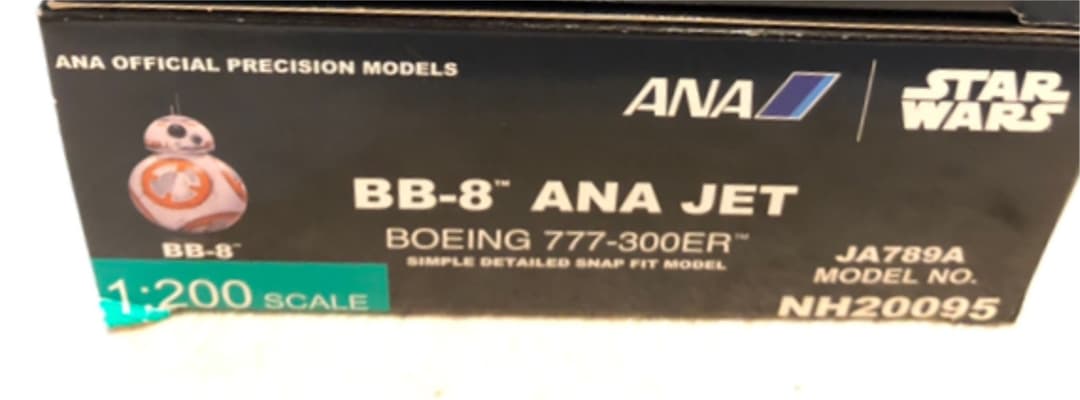 ANA OFFICIAL PRECISION MODELS
ANA
STAR
WARS
BB-8™ ANA JET
BOEING 777-300ER™
SIMPLE DETAILED SNAP FIT MODEL
BB-8™
1:200 SCALE
JA789A
MODEL NO.
NH20095